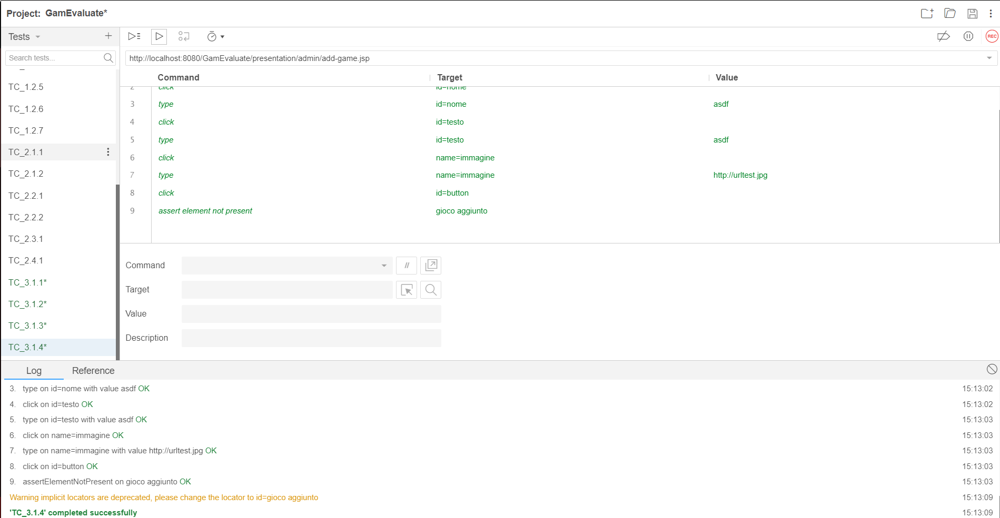 Project: GamEvaluate*
Tests
Search tests...
REC
http://localhost:8080/GamEvaluate/presentation/admin/add-game.jsp
Command Target Value
2 click id=nome
3 type id=nome asdf
4 click id=testo
5 type id=testo asdf
6 click name=immagine
7 type name=immagine http://urltest.jpg
8 click id=button
9 assert element not present gioco aggiunto
TC_1.2.5
TC_1.2.6
TC_1.2.7
TC_2.1.1
TC_2.1.2
TC_2.2.1
TC_2.2.2
TC_2.3.1
TC_2.4.1
TC_3.1.1*
TC_3.1.2*
TC_3.1.3*
TC_3.1.4*
Command //
Target
Value
Description
Log Reference
3. type on id=nome with value asdf OK 15:13:02
4. click on id=testo OK 15:13:02
5. type on id=testo with value asdf OK 15:13:03
6. click on name=immagine OK 15:13:03
7. type on name=immagine with value http://urltest.jpg OK 15:13:03
8. click on id=button OK 15:13:03
9. assertElementNotPresent on gioco aggiunto OK 15:13:03
Warning implicit locators are deprecated, please change the locator to id=gioco aggiunto 15:13:09
'TC_3.1.4' completed successfully 15:13:09